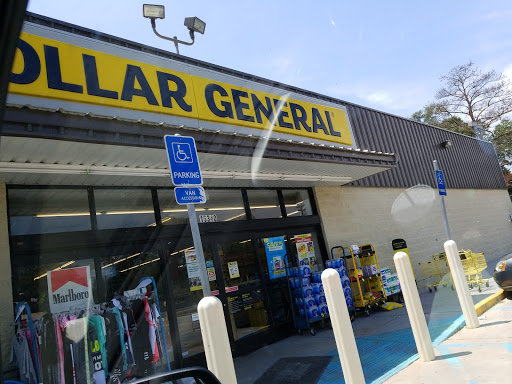 OLLAR GENERAL
PARKING
VAN
ACCESSIBLE
Marlboro